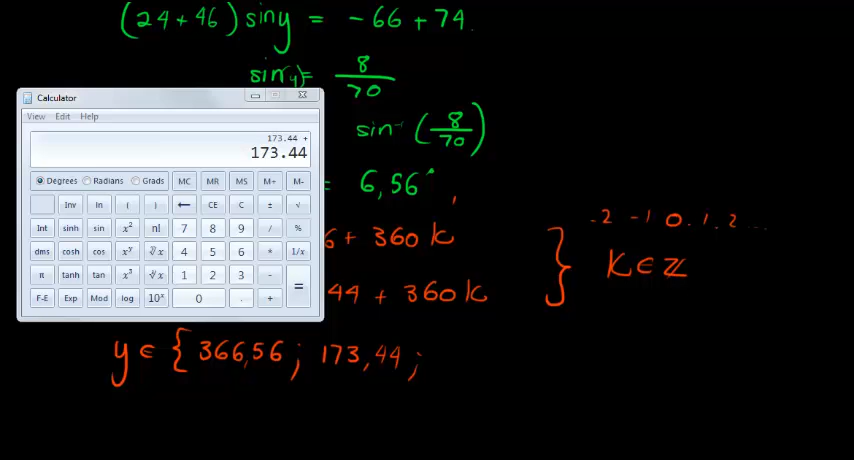 (24 + 46) sin y = - 66 + 74.
sin y = 8/70
sin⁻¹ (8/70)
= 6,56°
6 + 360 k
44 + 360 k
} -2 -1 0, 1, 2 ...
K ∈ ℤ
y ∈ { 366,56 ; 173,44 ;
Calculator
View Edit Help
173.44 +
173.44
Degrees Radians Grads MC MR MS M+ M-
Inv ln ( ) ← CE C ± √
Int sinh sin x² n! 7 8 9 / %
dms cosh cos xʸ ʸ√x 4 5 6 * 1/x
π tanh tan x³ ³√x 1 2 3 - =
F-E Exp Mod log 10ˣ 0 . +